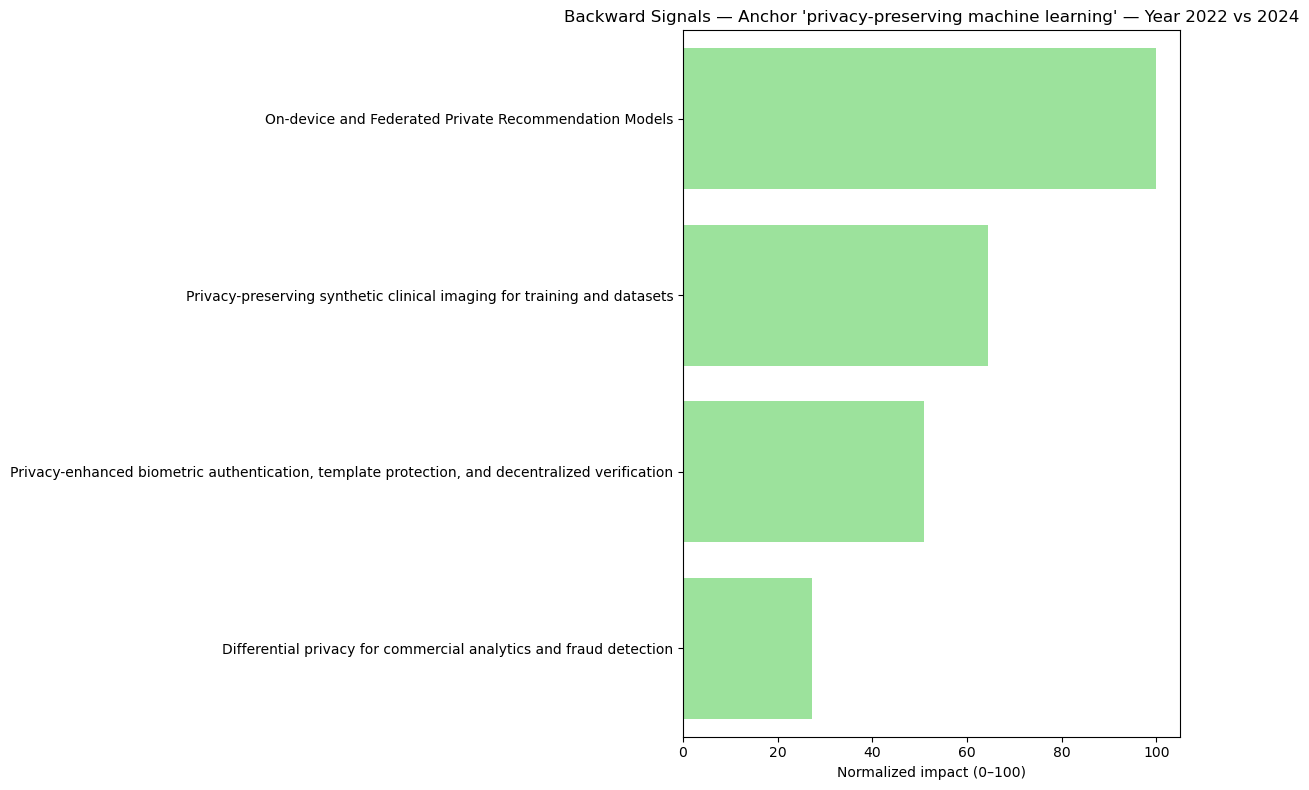 Backward Signals — Anchor 'privacy-preserving machine learning' — Year 2022 vs 2024
On-device and Federated Private Recommendation Models
Privacy-preserving synthetic clinical imaging for training and datasets
Privacy-enhanced biometric authentication, template protection, and decentralized verification
Differential privacy for commercial analytics and fraud detection
0 20 40 60 80 100
Normalized impact (0–100)